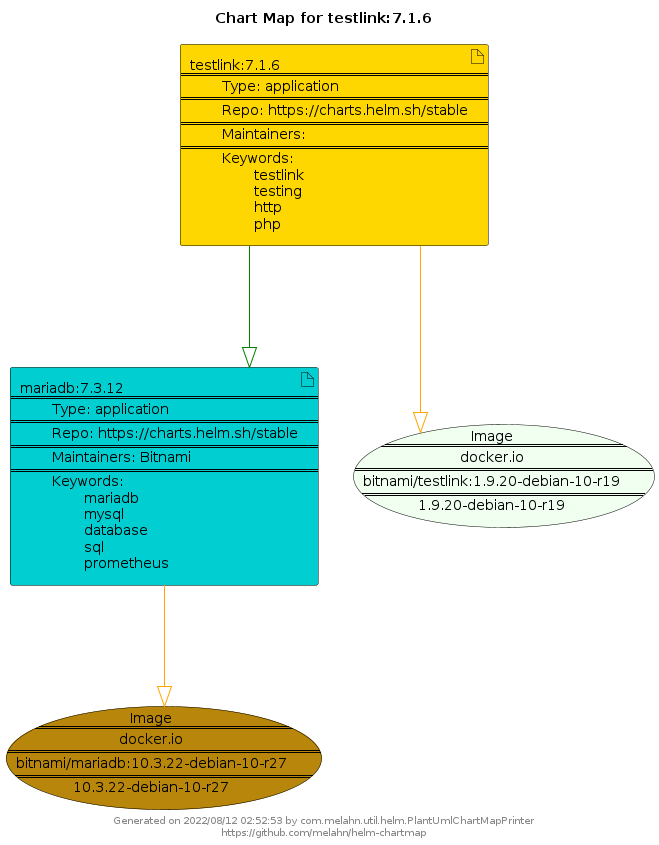 Chart Map for testlink:7.1.6
testlink:7.1.6
Type: application
Repo: https://charts.helm.sh/stable
Maintainers:
Keywords:
testlink
testing
http
php
mariadb:7.3.12
Type: application
Repo: https://charts.helm.sh/stable
Maintainers: Bitnami
Keywords:
mariadb
mysql
database
sql
prometheus
Image
docker.io
bitnami/testlink:1.9.20-debian-10-r19
1.9.20-debian-10-r19
Image
docker.io
bitnami/mariadb:10.3.22-debian-10-r27
10.3.22-debian-10-r27
Generated on 2022/08/12 02:52:53 by com.melahn.util.helm.PlantUmlChartMapPrinter
https://github.com/melahn/helm-chartmap